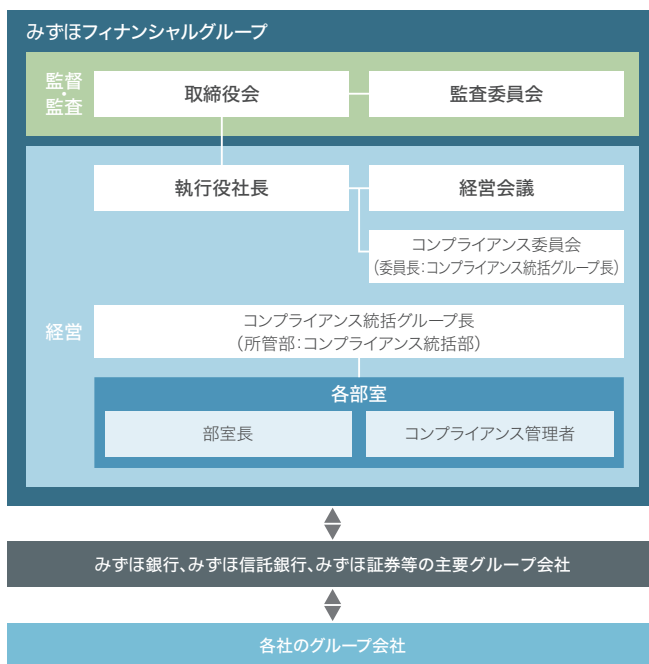 みずほフィナンシャルグループ
監督・監査
取締役会
監査委員会
執行役社長
経営会議
コンプライアンス委員会
(委員長:コンプライアンス統括グループ長)
経営
コンプライアンス統括グループ長
(所管部:コンプライアンス統括部)
各部室
部室長
コンプライアンス管理者
みずほ銀行、みずほ信託銀行、みずほ証券等の主要グループ会社
各社のグループ会社